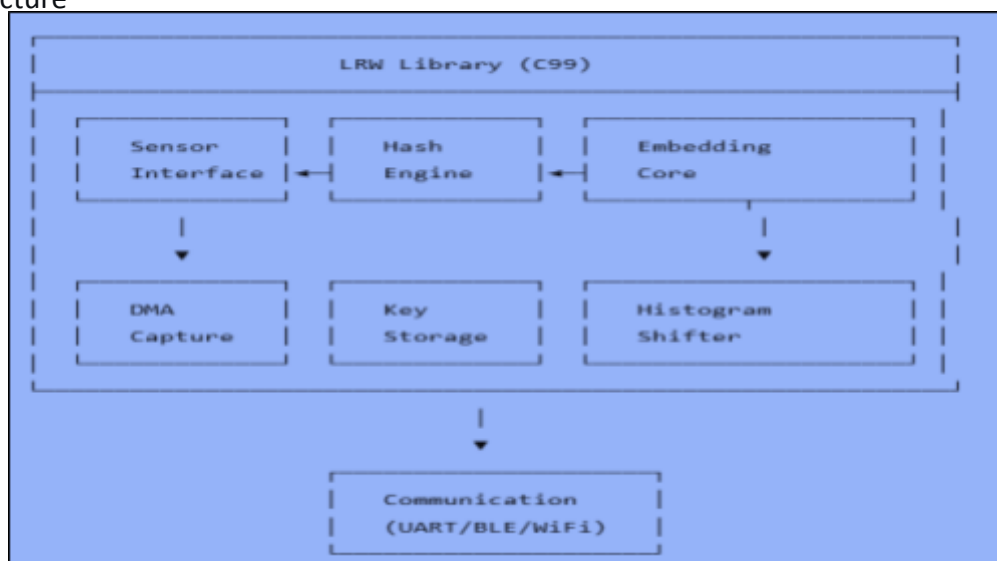 cture
LRW Library (C99)
Sensor
Interface
Hash
Engine
Embedding
Core
DMA
Capture
Key
Storage
Histogram
Shifter
Communication
(UART/BLE/WiFi)